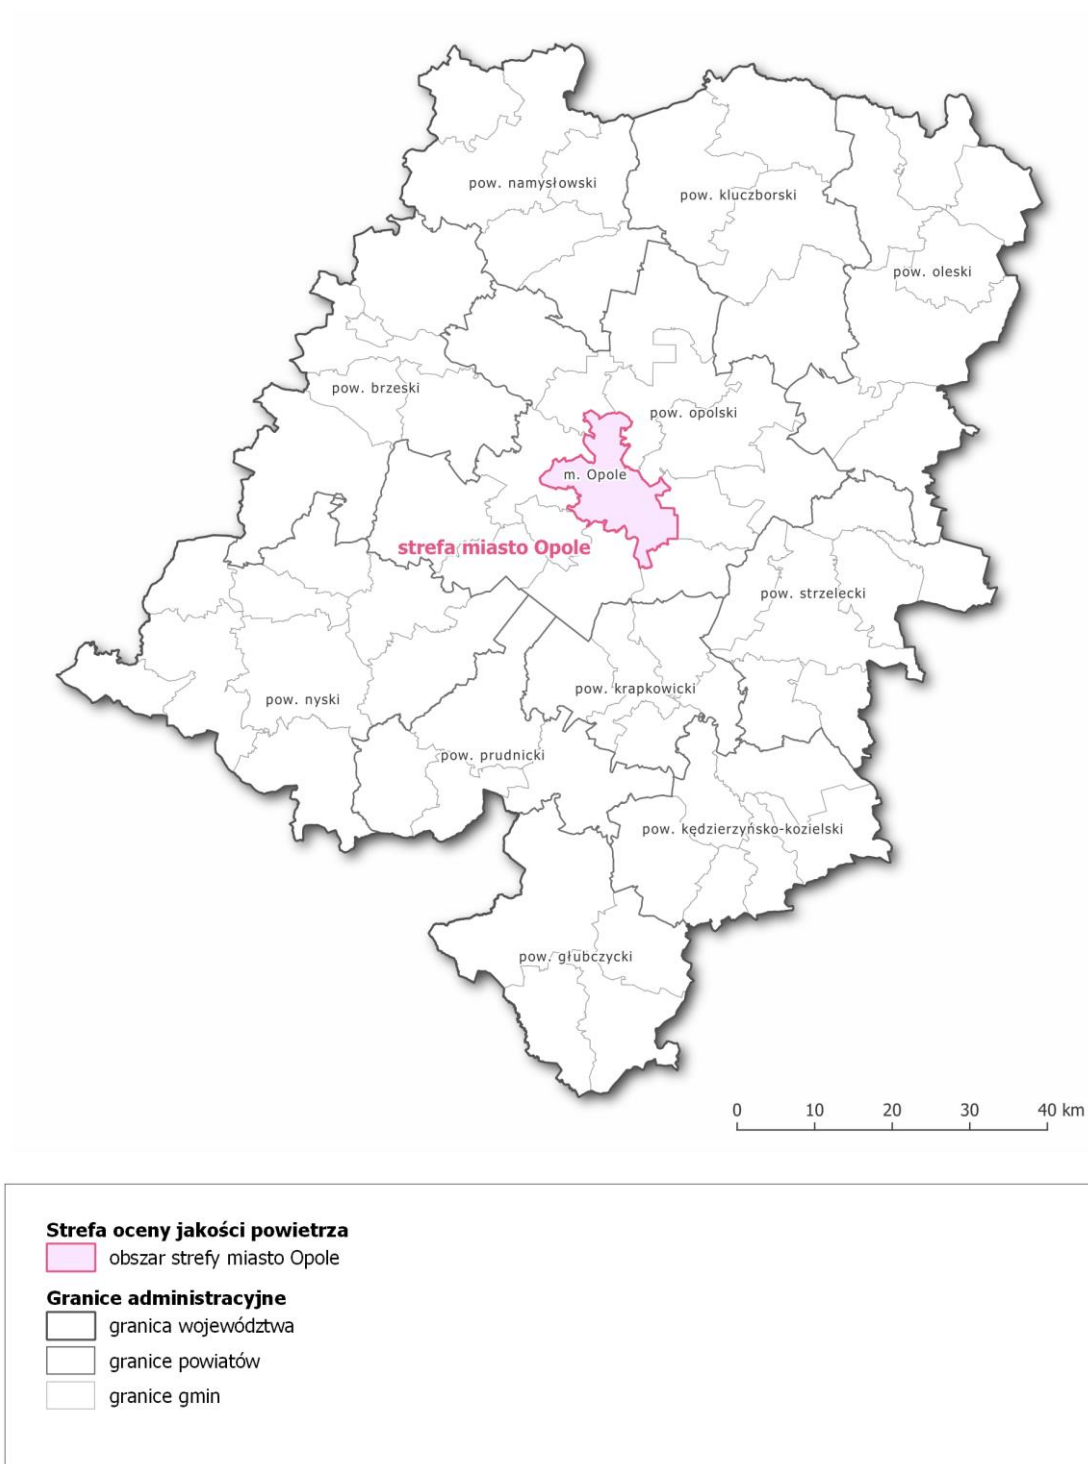 pow. namysłowski
pow. kluczborski
pow. oleski
pow. brzeski
pow. opolski
m. Opole
strefa miasto Opole
pow. strzelecki
pow. krapkowicki
pow. nyski
pow. prudnicki
pow. kędzierzyńsko-kozielski
pow. głubczycki
0 10 20 30 40 km
Strefa oceny jakości powietrza
obszar strefy miasto Opole
Granice administracyjne
granica województwa
granice powiatów
granice gmin